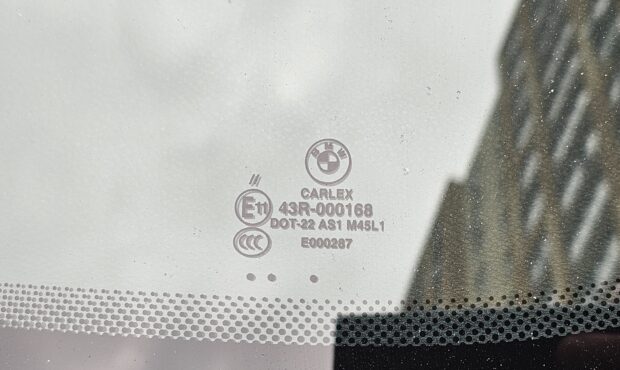 BMW
//
CARLEX
E11 43R-000168
DOT-22 AS1 M45L1
CCC E000287